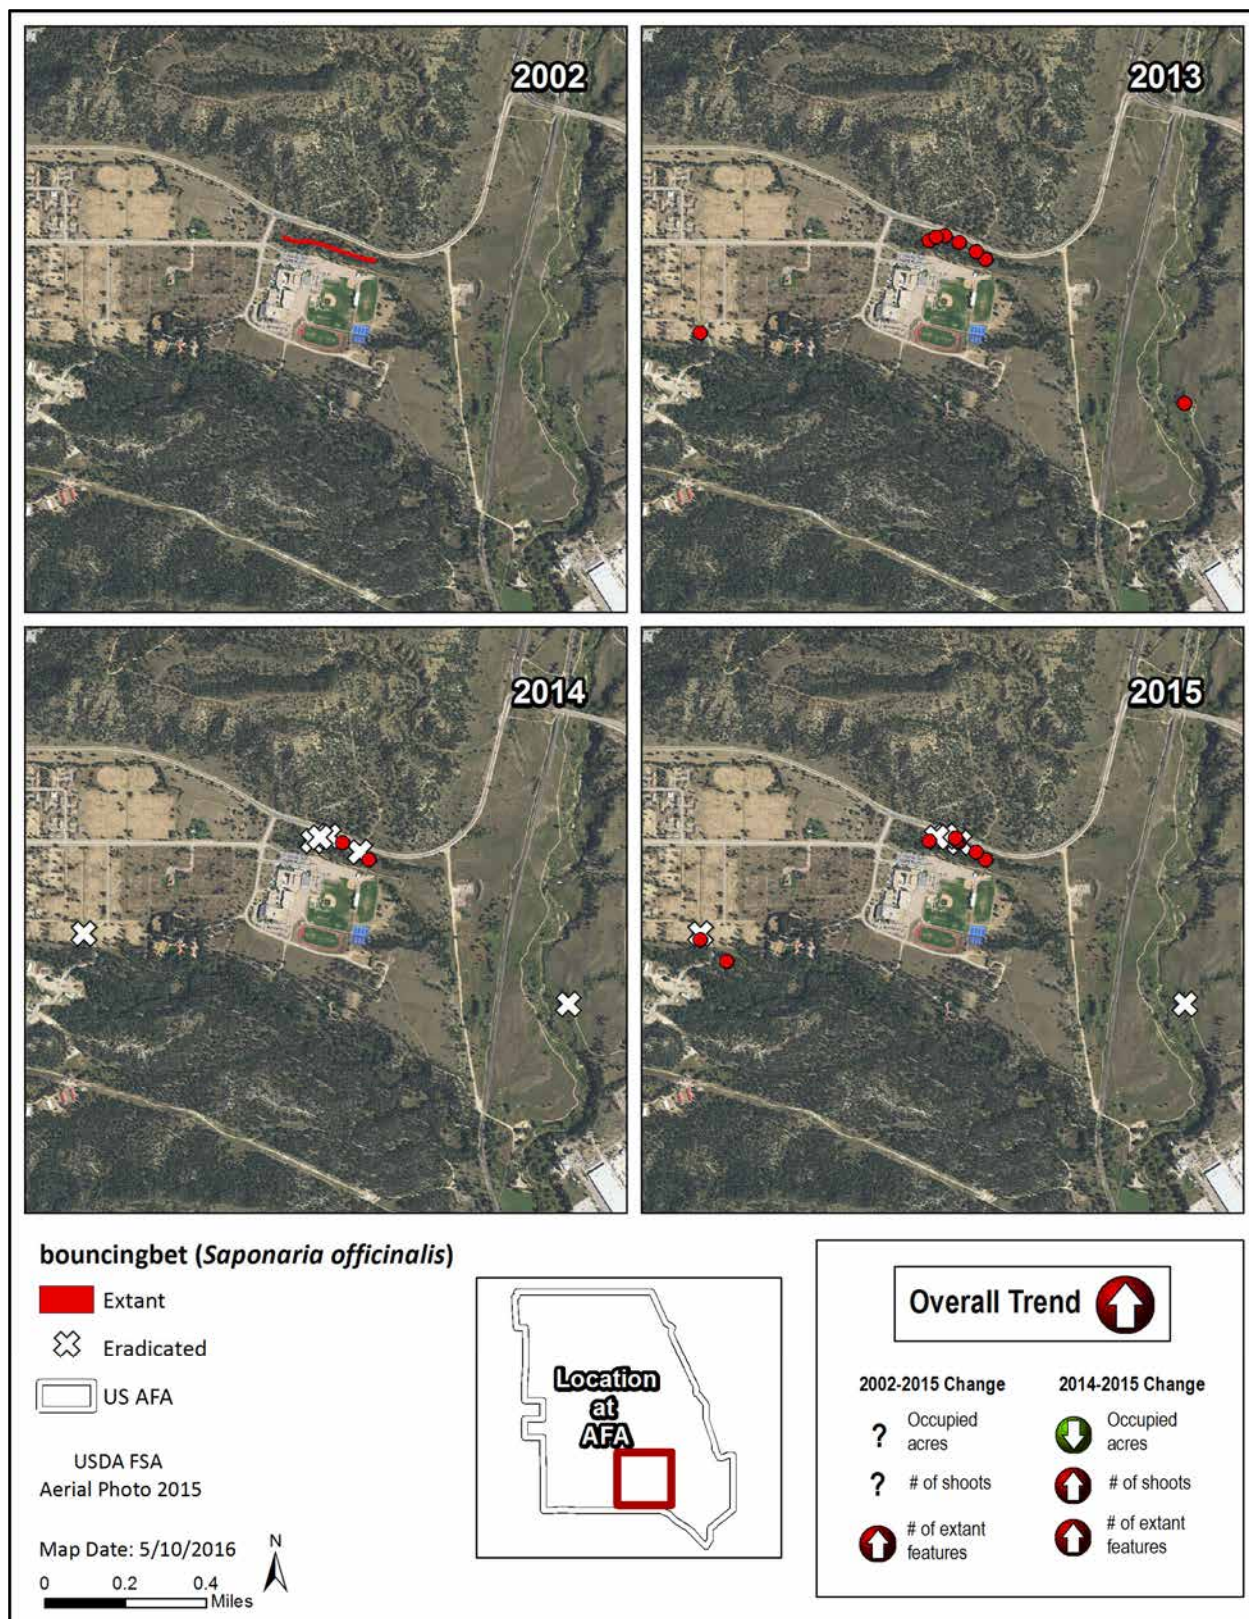 2002
2013
2014
2015
bouncingbet (Saponaria officinalis)
Extant
Eradicated
US AFA
USDA FSA
Aerial Photo 2015
Map Date: 5/10/2016
N
0 0.2 0.4
Miles
Location
at
AFA
Overall Trend
2002-2015 Change
? Occupied
acres
? # of shoots
# of extant
features
2014-2015 Change
Occupied
acres
# of shoots
# of extant
features